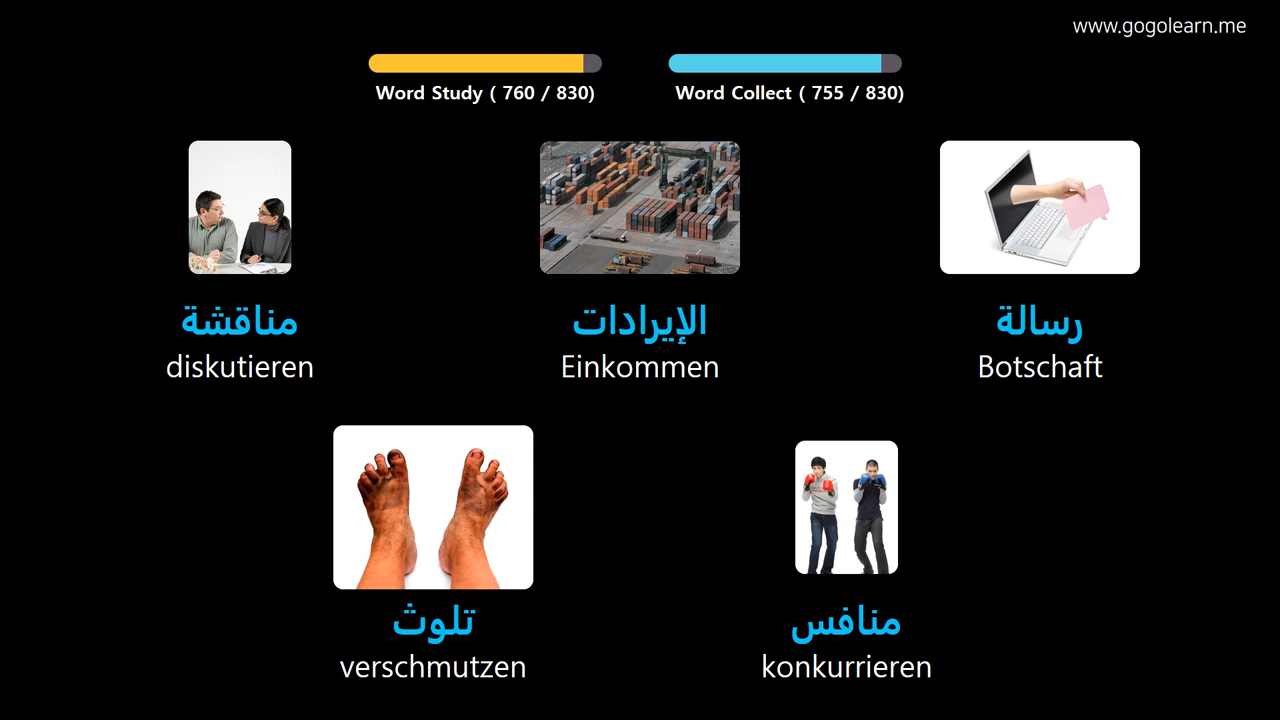 www.gogolearn.me
Word Study ( 760 / 830)
Word Collect ( 755 / 830)
مناقشة
diskutieren
الإيرادات
Einkommen
رسالة
Botschaft
تلوث
verschmutzen
منافس
konkurrieren